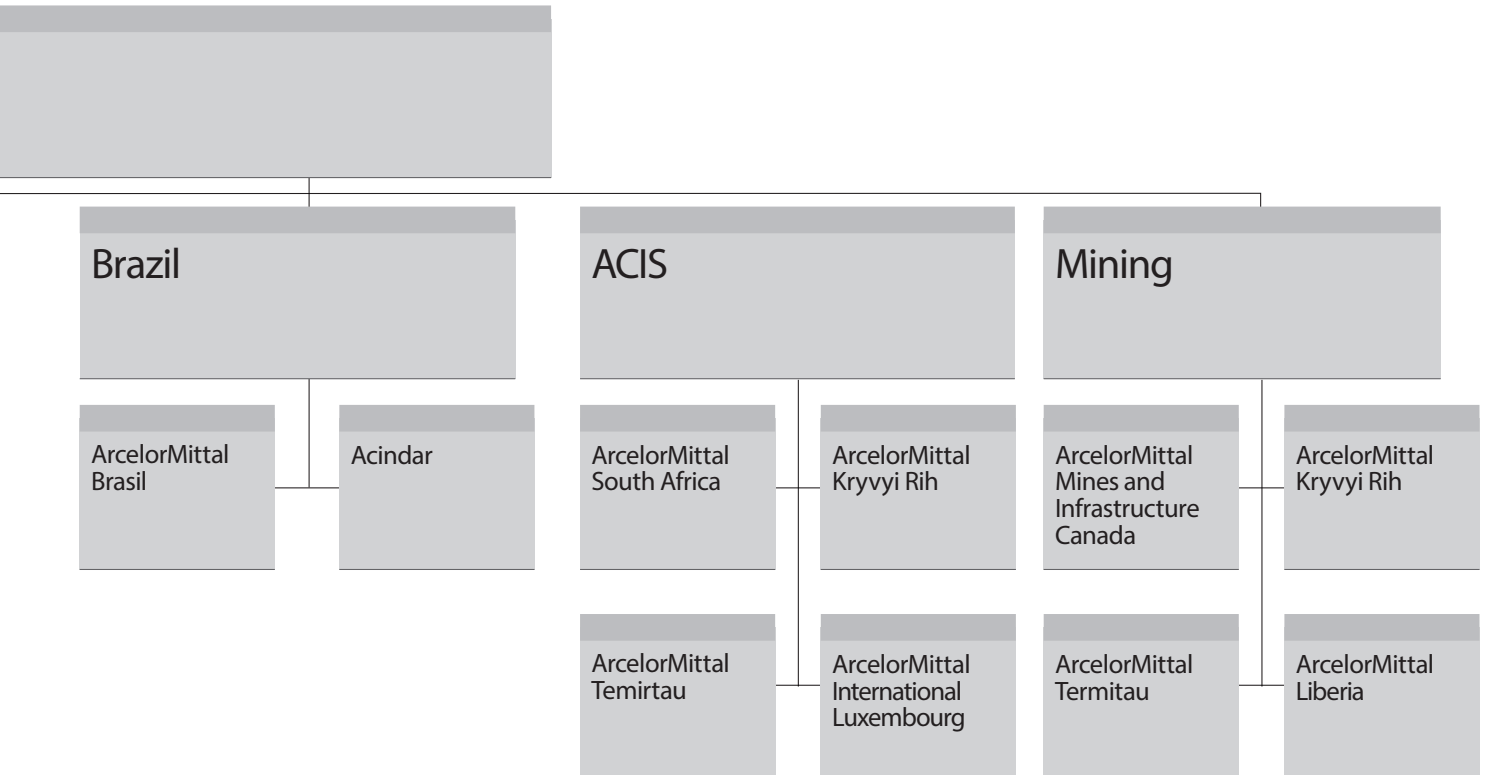 Brazil
ACIS
Mining
ArcelorMittal
Brasil
Acindar
ArcelorMittal
South Africa
ArcelorMittal
Kryvyi Rih
ArcelorMittal
Mines and
Infrastructure
Canada
ArcelorMittal
Kryvyi Rih
ArcelorMittal
Temirtau
ArcelorMittal
International
Luxembourg
ArcelorMittal
Termitau
ArcelorMittal
Liberia